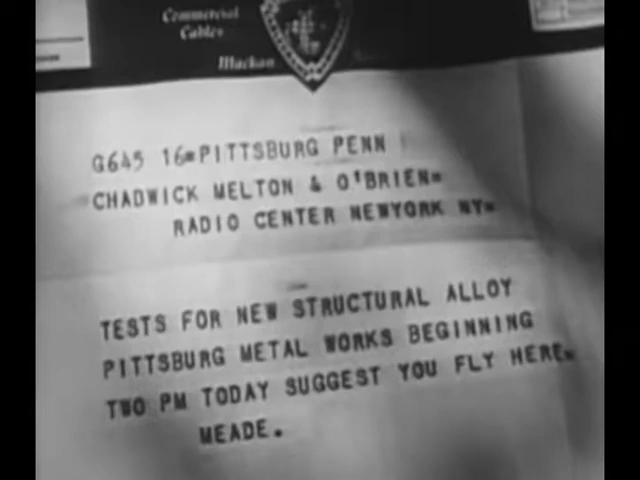 Commercial
Cables
Mackay
G645 16=PITTSBURG PENN
CHADWICK MELTON & O'BRIEN=
RADIO CENTER NEWYORK NY=
TESTS FOR NEW STRUCTURAL ALLOY
PITTSBURG METAL WORKS BEGINNING
TWO PM TODAY SUGGEST YOU FLY HERE=
MEADE.